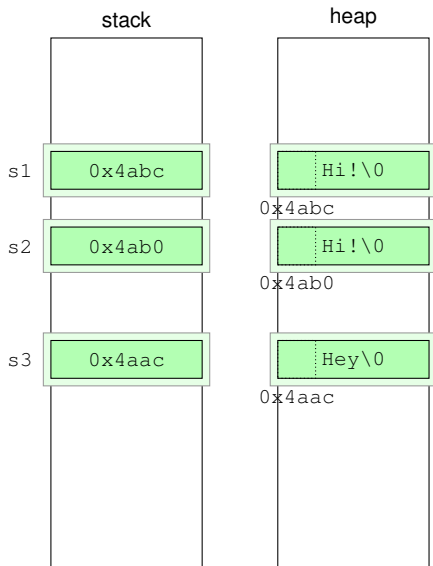 stack heap
s1 0x4abc Hi!\0
0x4abc
s2 0x4ab0 Hi!\0
0x4ab0
s3 0x4aac Hey\0
0x4aac